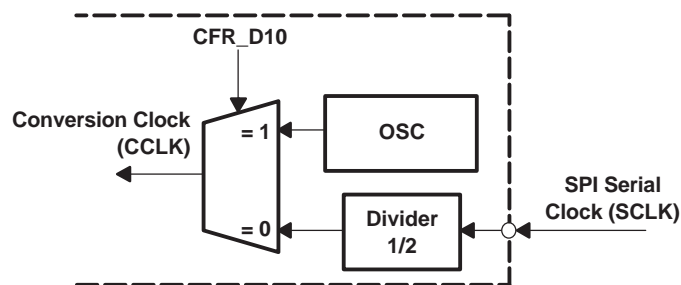 CFR_D10
Conversion Clock
(CCLK)
= 1
OSC
SPI Serial
Clock (SCLK)
= 0
Divider
1/2